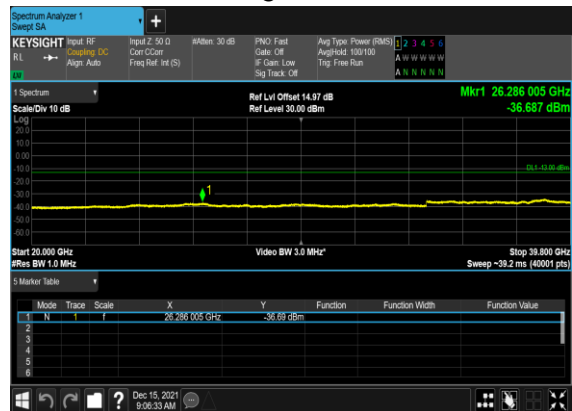 Spectrum Analyzer 1
Swept SA
+
KEYSIGHT Input: RF Input Z: 50 Ω #Atten: 30 dB PNO: Fast Avg Type: Power (RMS) 1 2 3 4 5 6
RL Coupling: DC Corr CCorr Gate: Off Avg|Hold: 100/100 A W W W W W
Align: Auto Freq Ref: Int (S) IF Gain: Low Trig: Free Run
LXI Sig Track: Off A N N N N N
1 Spectrum Ref Lvl Offset 14.97 dB Mkr1 26.286 005 GHz
Scale/Div 10 dB Ref Level 30.00 dBm -36.687 dBm
Log
20.0
10.0
0.00
-10.0 DL1 -13.00 dBm
-20.0
-30.0 1
-40.0
-50.0
-60.0
Start 20.000 GHz Video BW 3.0 MHz* Stop 39.800 GHz
#Res BW 1.0 MHz Sweep ~39.2 ms (40001 pts)
5 Marker Table
Mode Trace Scale X Y Function Function Width Function Value
1 N 1 f 26.286 005 GHz -36.69 dBm
2
3
4
5
6
? Dec 15, 2021
9:06:33 AM